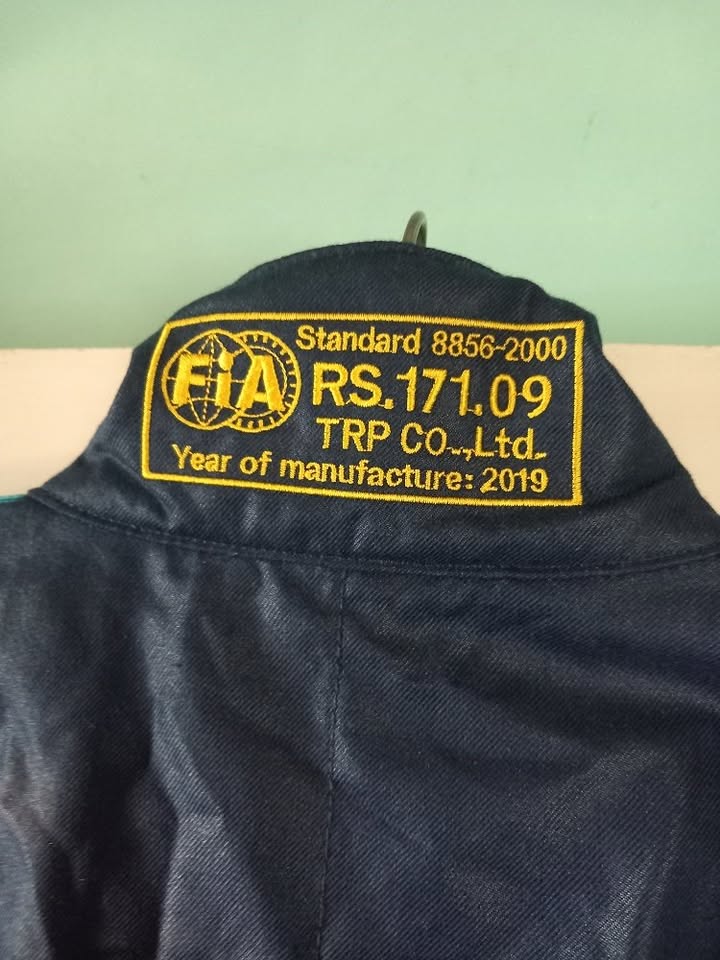 FiA
Standard 8856-2000
RS.171.09
TRP CO.,Ltd.
Year of manufacture: 2019